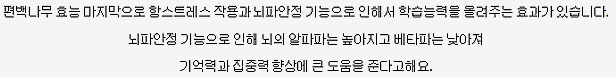 편백나무 효능 마지막으로 항스트레스 작용과 뇌파안정 기능으로 인해서 학습능력을 올려주는 효과가 있습니다.
뇌파안정 기능으로 인해 뇌의 알파파는 높아지고 베타파는 낮아져
기억력과 집중력 향상에 큰 도움을 준다고해요.